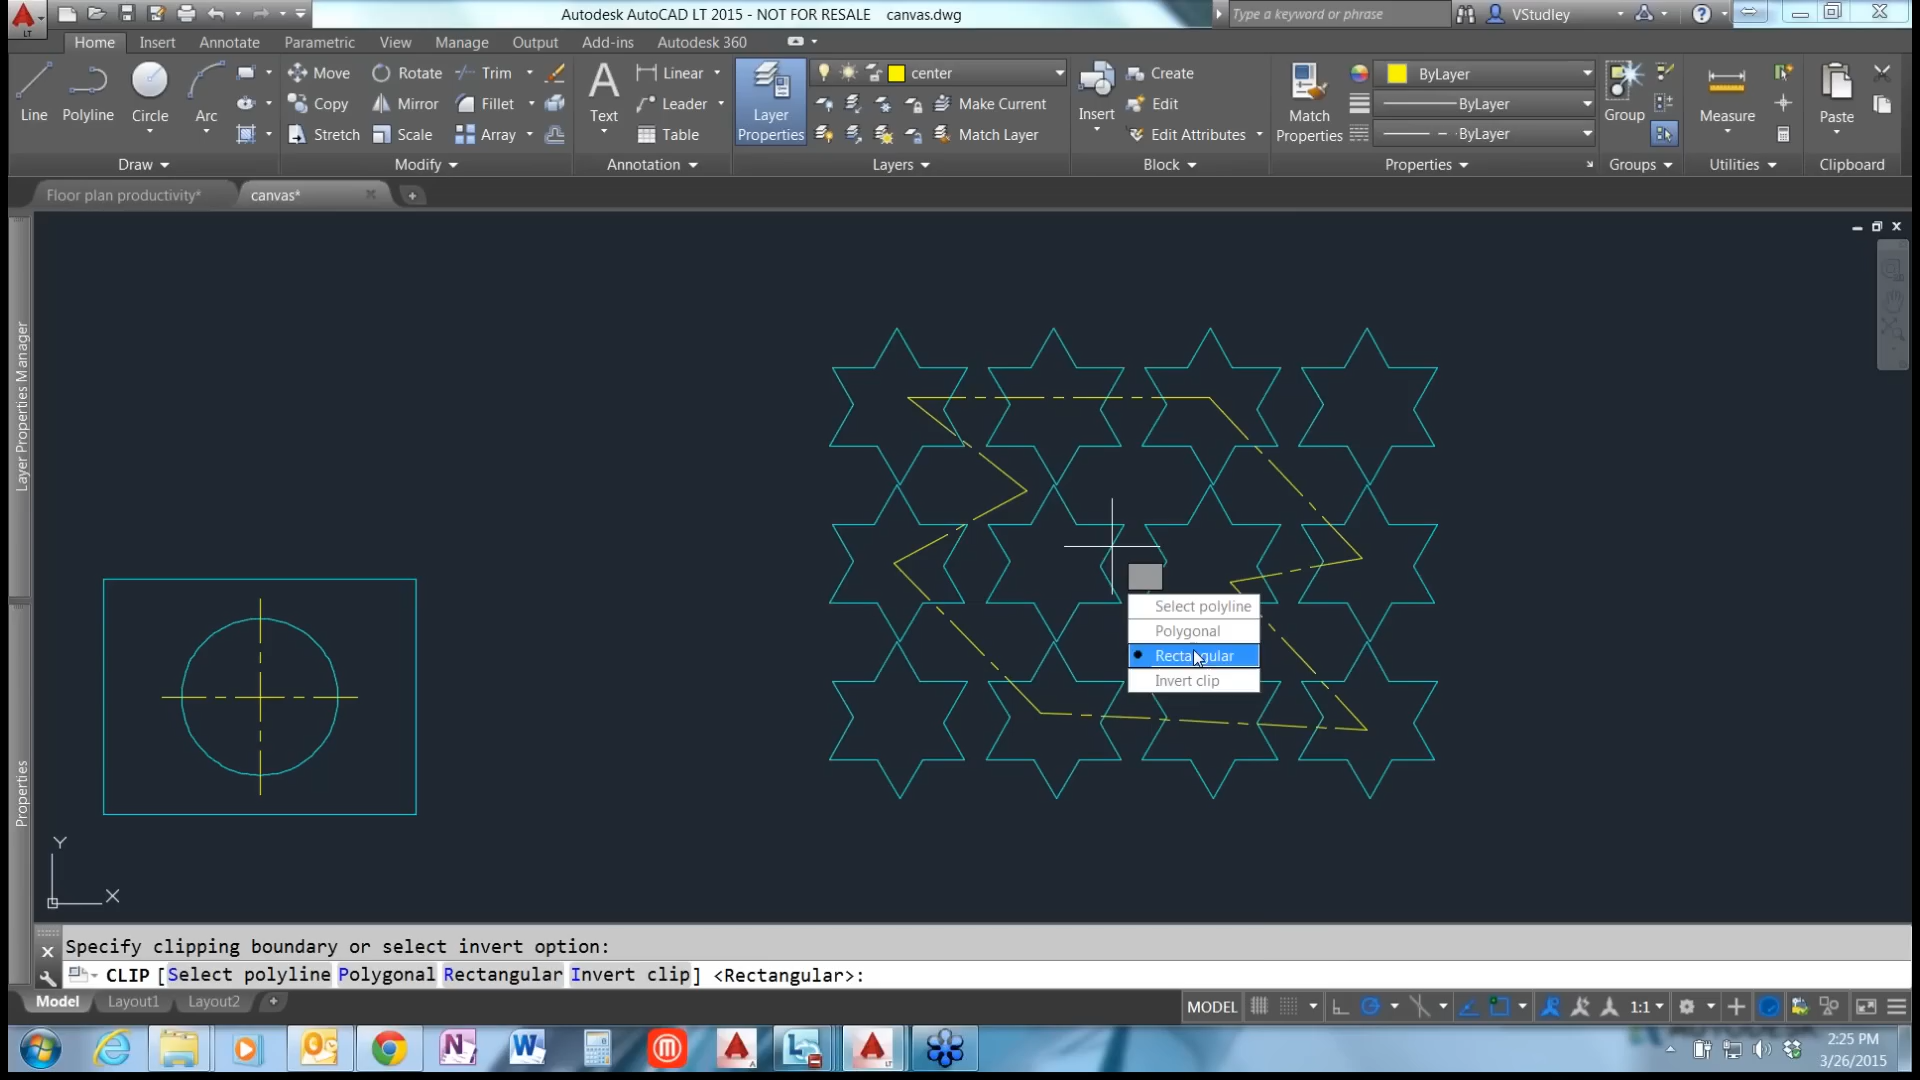 Autodesk AutoCAD LT 2015 - NOT FOR RESALE canvas.dwg
Type a keyword or phrase
VStudley
LT
Home Insert Annotate Parametric View Manage Output Add-ins Autodesk 360
Line
Polyline
Circle
Arc
Draw
Move
Rotate
Trim
Copy
Mirror
Fillet
Stretch
Scale
Array
Modify
Text
Linear
Leader
Table
Annotation
Layer
Properties
center
Make Current
Match Layer
Layers
Insert
Create
Edit
Edit Attributes
Block
Match
Properties
ByLayer
ByLayer
ByLayer
Properties
Group
Groups
Measure
Utilities
Paste
Clipboard
Floor plan productivity*
canvas*
Layer Properties Manager
Properties
Select polyline
Polygonal
Rectangular
Invert clip
Y
X
Specify clipping boundary or select invert option:
CLIP [Select polyline Polygonal Rectangular Invert clip] <Rectangular>:
Model Layout1 Layout2
MODEL
1:1
2:25 PM
3/26/2015